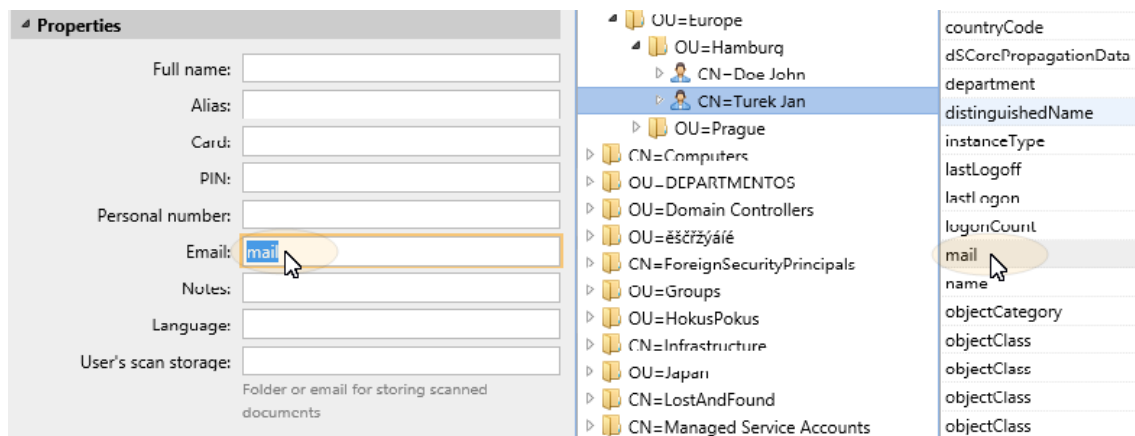 Properties
Full name:
Alias:
Card:
PIN:
Personal number:
Email: mail
Notes:
Language:
User's scan storage:
Folder or email for storing scanned
documents
OU=Europe
OU=Hamburg
CN=Doe John
CN=Turek Jan
OU=Prague
CN=Computers
OU=DEPARTMENTOS
OU=Domain Controllers
OU=ěščřžýáíé
CN=ForeignSecurityPrincipals
OU=Groups
OU=HokusPokus
CN=Infrastructure
OU=Japan
CN=LostAndFound
CN=Managed Service Accounts
countryCode
dSCorePropagationData
department
distinguishedName
instanceType
lastLogoff
lastLogon
logonCount
mail
name
objectCategory
objectClass
objectClass
objectClass
objectClass